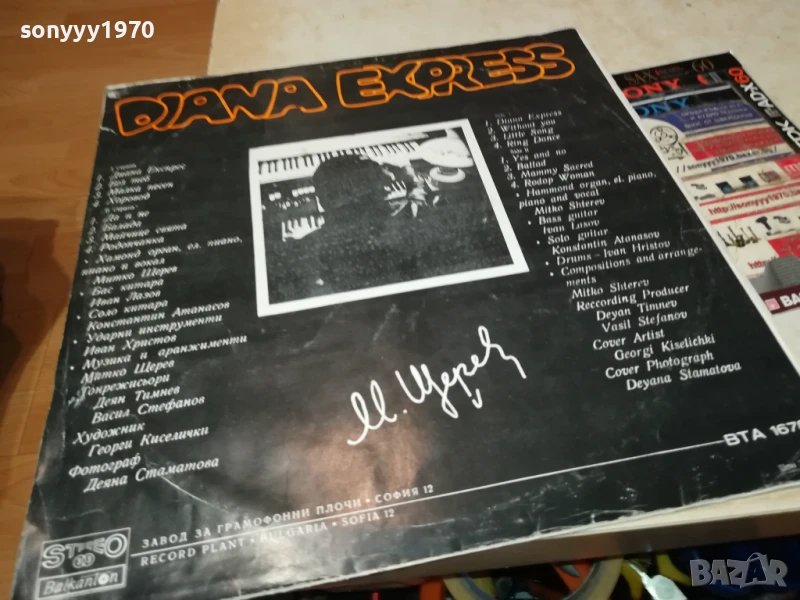 sonyyy1970
DIANA EXPRESS
Диана Експрес
Без теб
Малка песен
Хоровод
Да и не
Балада
Майчице свята
Родопчанка
Хамонд орган, ел. пиано,
пиано и вокал
Митко Щерев
Бас китара
Иван Лазов
Соло китара
Константин Атанасов
Ударни инструменти
Иван Христов
Музика и аранжименти
Митко Щерев
Тонрежисьори
Деян Тимнев
Васил Стефанов
Художник
Георги Киселички
Фотограф
Деяна Стаматова
1. Diana Express
2. Without you
3. Little Song
4. Ring Dance
1. Yes and no
2. Ballad
3. Mammy Sacred
4. Rodop Woman
Hammond organ, el. piano,
piano and vocal
Mitko Shterev
• Bass guitar
Ivan Lasov
• Solo guitar
Konstantin Atanasov
• Drums - Ivan Hristov
• Compositions and arrange-
ments
Mitko Shterev
Reccording Producer
Deyan Timnev
Vasil Stefanov
Cover Artist
Georgi Kiselichki
Cover Photograph
Deyana Stamatova
М. Щерев
BTA 167
ЗАВОД ЗА ГРАМОФОННИ ПЛОЧИ • СОФИЯ 12
RECORD PLANT • BULGARIA • SOFIA 12
STEREO
Balkanton
60
SONY
TDK
BAZAR
.bg